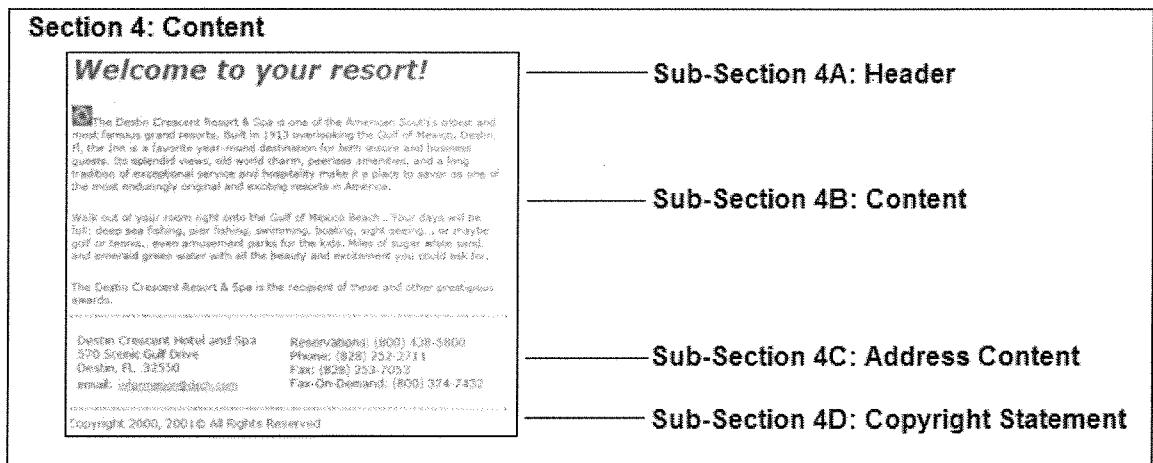 Section 4: Content
Welcome to your resort!
Sub-Section 4A: Header
The Destin Crescent Resort & Spa is one of the American South's oldest and
most famous grand resorts. Built in 1913 overlooking the Gulf of Mexico, Destin,
Fl, the Inn is a favorite year-round destination for both leisure and business
guests. Its splendid views, old world charm, peerless amenities, and a long
tradition of exceptional service and hospitality make it a place to savor as one of
the most enduringly original and exciting resorts in America.
Sub-Section 4B: Content
Walk out of your room right onto the Gulf of Mexico Beach.. Your days will be
full: deep sea fishing, pier fishing, swimming, boating, sight seeing... or maybe
golf or tennis.. even amusement parks for the kids. Miles of sugar white sand,
and emerald green water with all the beauty and excitement you could ask for.
The Destin Crescent Resort & Spa is the recipient of these and other prestigious
awards.
Destin Crescent Hotel and Spa
570 Scenic Gulf Drive
Destin, FL 32550
email:
Reservations: (800) 438-5800
Phone: (828) 252-2711
Fax: (828) 253-7053
Fax-On-Demand: (800) 374-7432
Sub-Section 4C: Address Content
Copyright 2000, 2001© All Rights Reserved
Sub-Section 4D: Copyright Statement